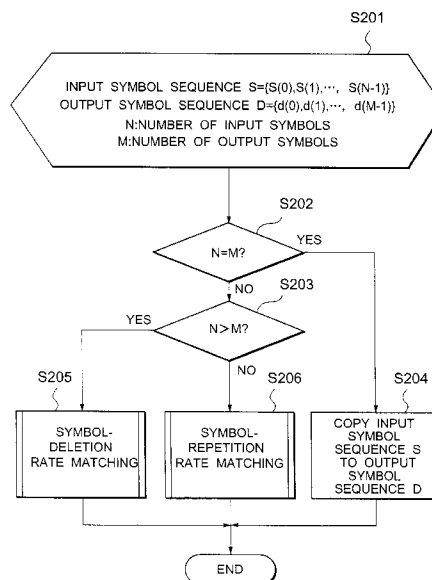 S201
INPUT SYMBOL SEQUENCE S={S(0),S(1),···, S(N-1)}
OUTPUT SYMBOL SEQUENCE D={d(0),d(1),···, d(M-1)}
N:NUMBER OF INPUT SYMBOLS
M:NUMBER OF OUTPUT SYMBOLS
S202
N=M?
YES
NO
S203
YES
N>M?
NO
S205
S206
S204
SYMBOL-
DELETION
RATE MATCHING
SYMBOL-
REPETITION
RATE MATCHING
COPY INPUT
SYMBOL
SEQUENCE S
TO OUTPUT
SYMBOL
SEQUENCE D
END